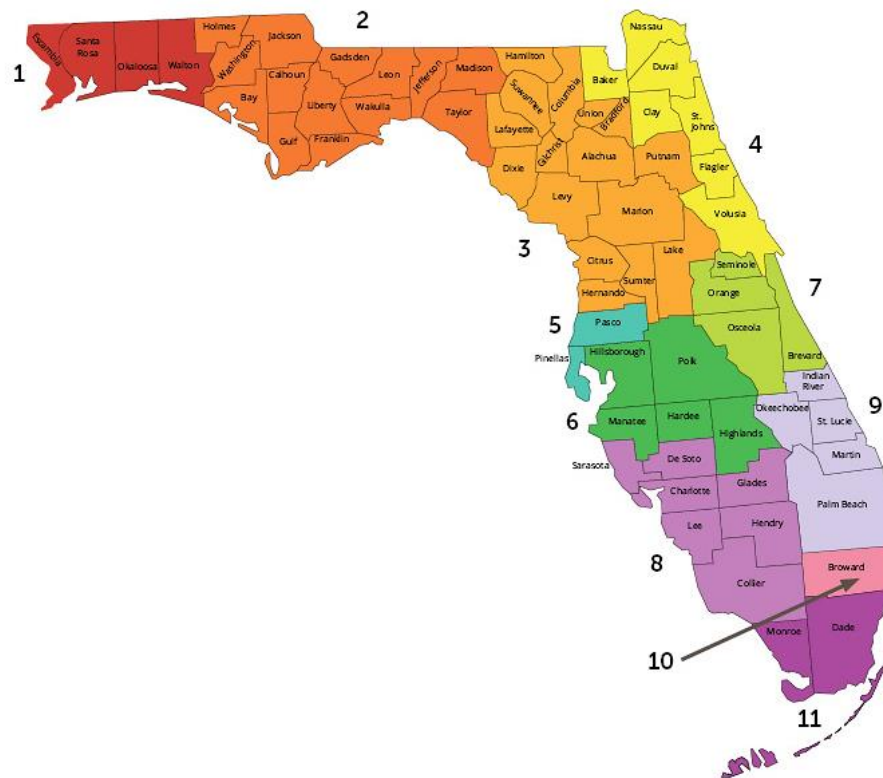 2
Holmes
Jackson
Escambia
Santa
Rosa
Okaloosa
Walton
Washington
1
Gadsden
Calhoun
Leon
Jefferson
Madison
Hamilton
Bay
Liberty
Wakulla
Taylor
Gulf
Franklin
Suwannee
Columbia
Baker
Nassau
Duval
Union
Bradford
Clay
St.
Johns
Lafayette
Gilchrist
Alachua
Putnam
Flagler
4
Dixie
Levy
Marion
Volusia
3
Citrus
Lake
Sumter
Hernando
Seminole
Orange
7
5
Pasco
Osceola
Pinellas
Hillsborough
Polk
Brevard
Indian
River
6
Manatee
Hardee
Highlands
Okeechobee
St. Lucie
9
Martin
Sarasota
De Soto
Charlotte
Glades
Palm Beach
Lee
Hendry
8
Collier
Broward
10
Monroe
Dade
11